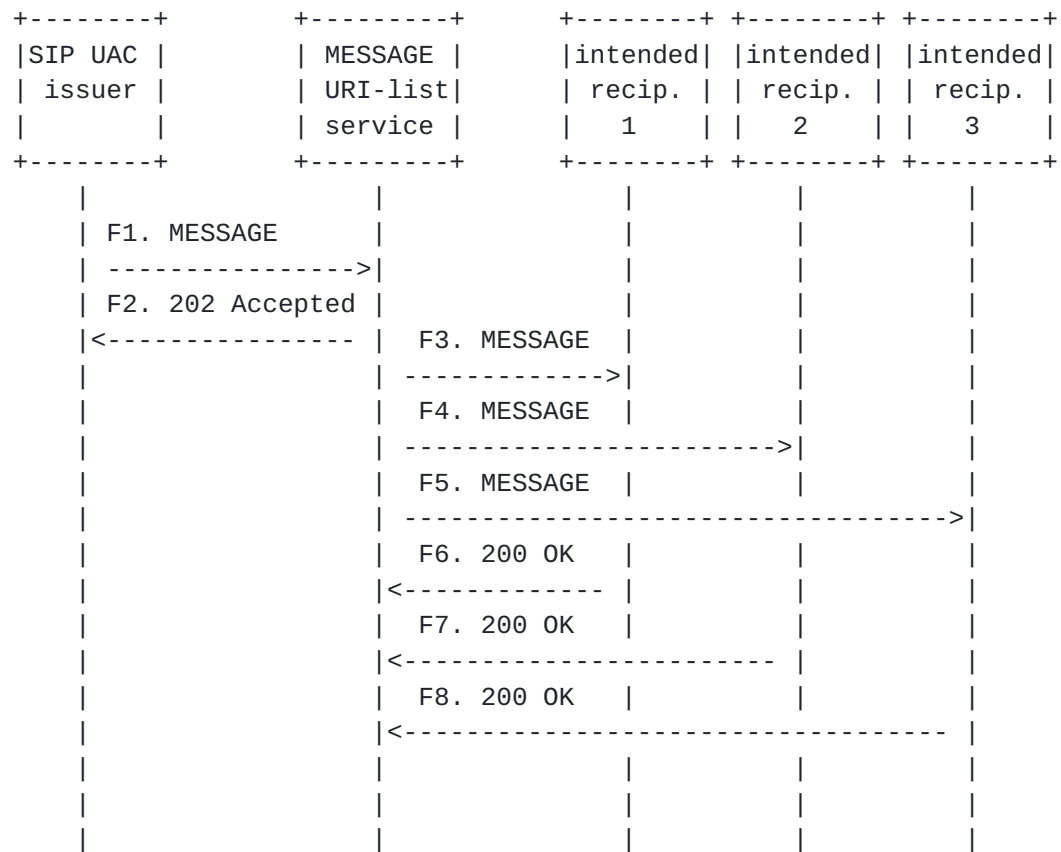 SIP UAC issuer
MESSAGE URI-list service
intended recip. 1
intended recip. 2
intended recip. 3
F1. MESSAGE
F2. 202 Accepted
F3. MESSAGE
F4. MESSAGE
F5. MESSAGE
F6. 200 OK
F7. 200 OK
F8. 200 OK